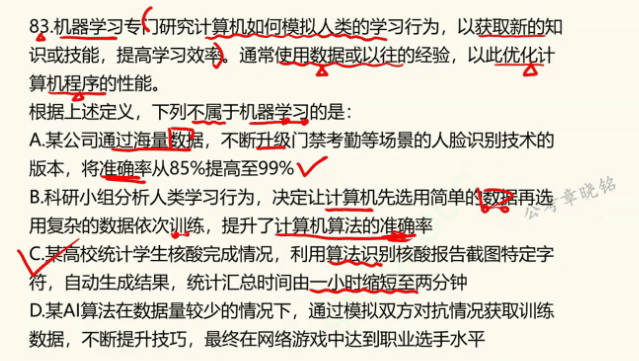 83.机器学习专门研究计算机如何模拟人类的学习行为，以获取新的知
识或技能，提高学习效率。通常使用数据或以往的经验，以此优化计
算机程序的性能。
根据上述定义，下列不属于机器学习的是：
A.某公司通过海量数据，不断升级门禁考勤等场景的人脸识别技术的
版本，将准确率从85%提高至99%
B.科研小组分析人类学习行为，决定让计算机先选用简单的数据再选
用复杂的数据依次训练，提升了计算机算法的准确率
公考章晓铭
C.某高校统计学生核酸完成情况，利用算法识别核酸报告截图特定字
符，自动生成结果，统计汇总时间由一小时缩短至两分钟
D.某AI算法在数据量较少的情况下，通过模拟双方对抗情况获取训练
数据，不断提升技巧，最终在网络游戏中达到职业选手水平